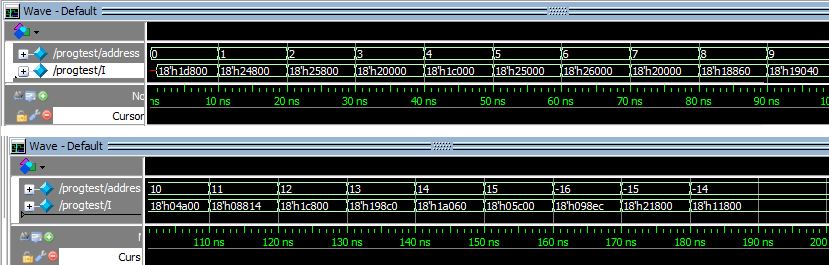 Wave - Default
/progtest/address 0 1 2 3 4 5 6 7 8 9
/progtest/I 18'h1d800 18'h24800 18'h25800 18'h20000 18'h1c000 18'h25000 18'h26000 18'h20000 18'h18860 18'h19040
No ns 10 ns 20 ns 30 ns 40 ns 50 ns 60 ns 70 ns 80 ns 90 ns 10
Cursor
Wave - Default
/progtest/addres 10 11 12 13 14 15 -16 -15 -14
/progtest/I 18'h04a00 18'h08814 18'h1c800 18'h198c0 18'h1a060 18'h05c00 18'h098ec 18'h21800 18'h11800
110 ns 120 ns 130 ns 140 ns 150 ns 160 ns 170 ns 180 ns 190 ns 200
Curs